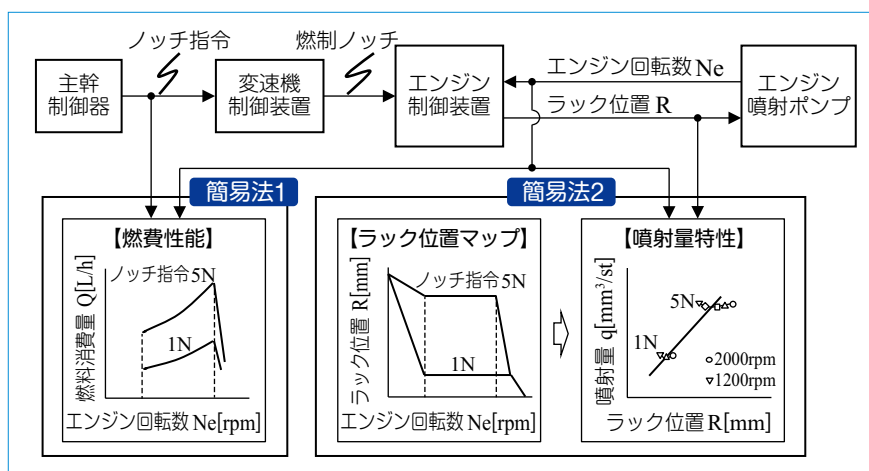 ノッチ指令
燃制ノッチ
主幹
制御器
変速機
制御装置
エンジン
制御装置
エンジン回転数 Ne
ラック位置 R
エンジン
噴射ポンプ
簡易法1
【燃費性能】
燃料消費量 Q[L/h]
ノッチ指令5N
1N
エンジン回転数 Ne[rpm]
簡易法2
【ラック位置マップ】
ラック位置 R[mm]
ノッチ指令5N
1N
エンジン回転数 Ne[rpm]
【噴射量特性】
噴射量 q[mm³/st]
5N
1N
○2000rpm
▽1200rpm
ラック位置 R[mm]